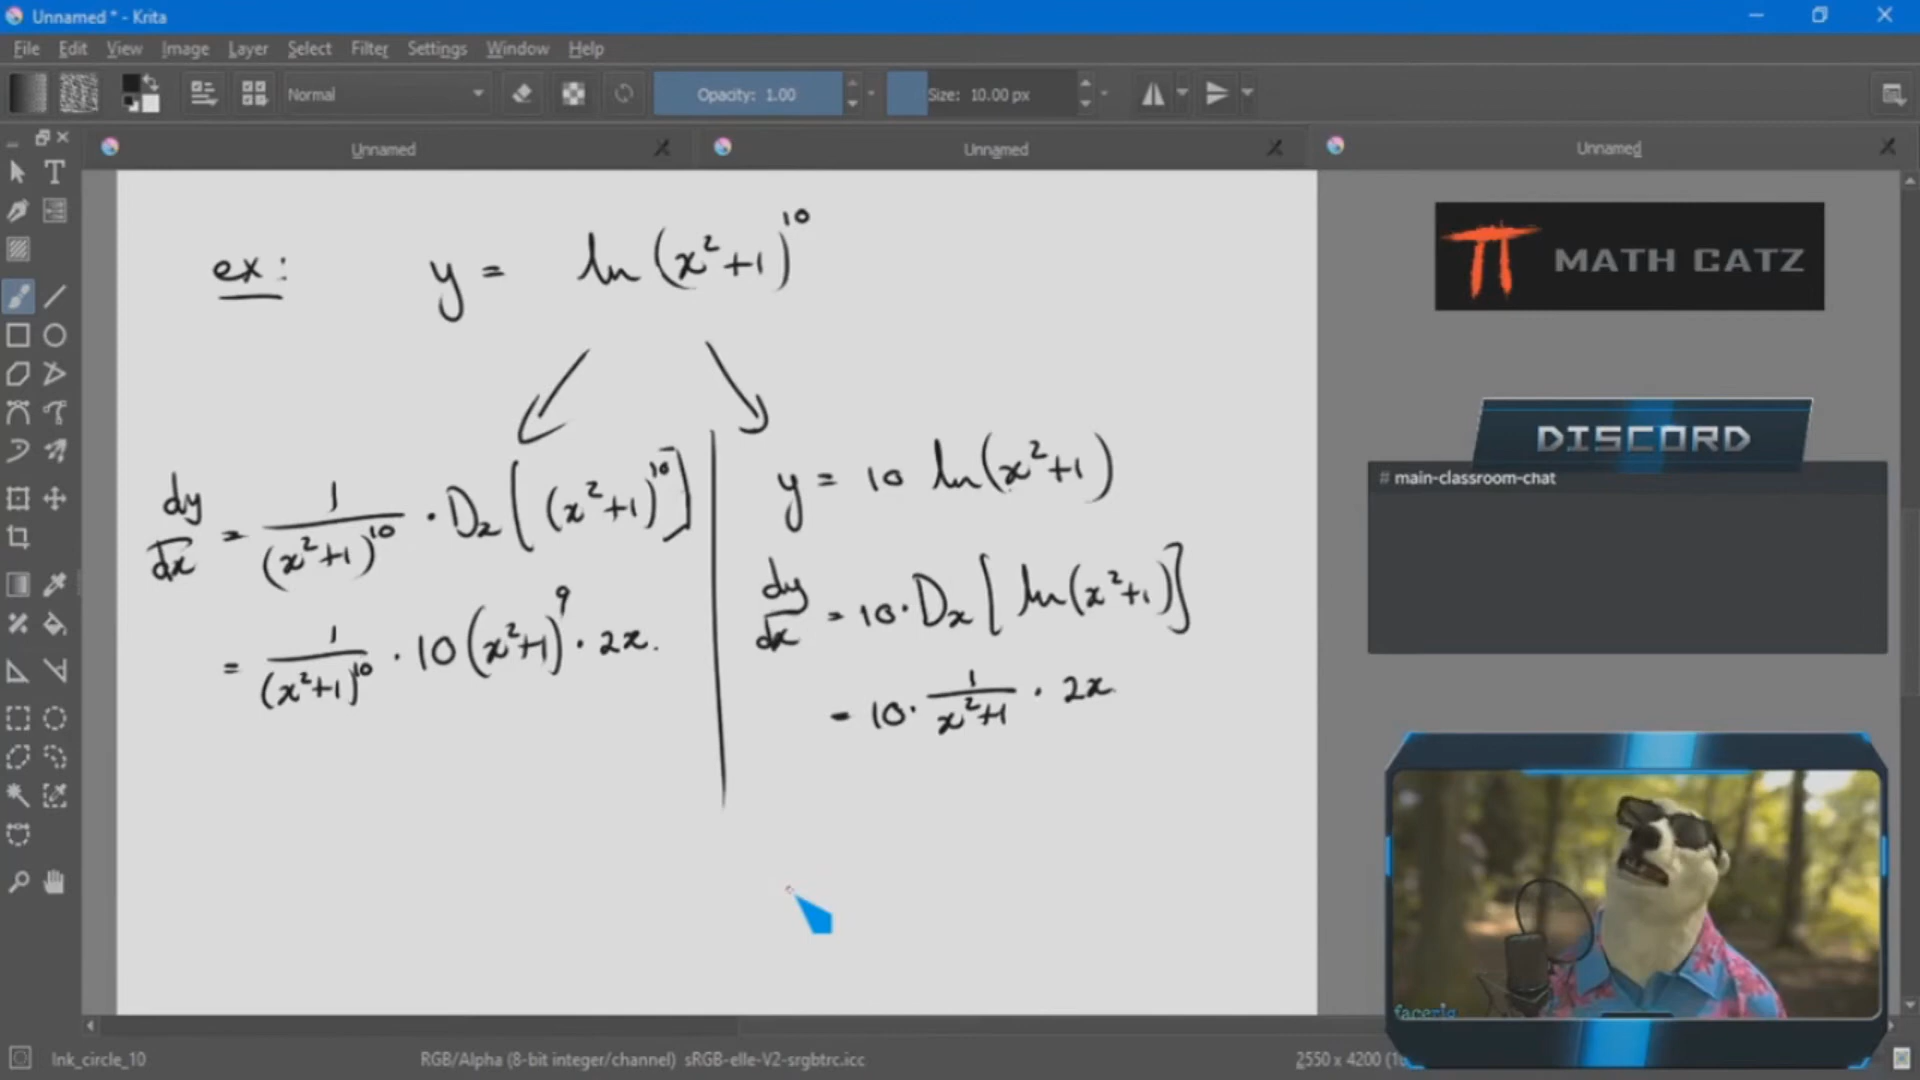 Unnamed * - Krita
File Edit View Image Layer Select Filter Settings Window Help
Normal Opacity: 1.00 Size: 10.00 px
Unnamed Unnamed Unnamed
ex: y = ln (x²+1)¹⁰
dy/dx = 1/(x²+1)¹⁰ · Dₓ[(x²+1)¹⁰]
= 1/(x²+1)¹⁰ · 10(x²+1)⁹ · 2x.
y = 10 ln(x²+1)
dy/dx = 10 · Dₓ[ln(x²+1)]
= 10 · 1/x²+1 · 2x
MATH CATZ
DISCORD
# main-classroom-chat
facerig
Ink_circle_10 RGB/Alpha (8-bit integer/channel) sRGB-elle-V2-srgbtrc.icc 2550 x 4200